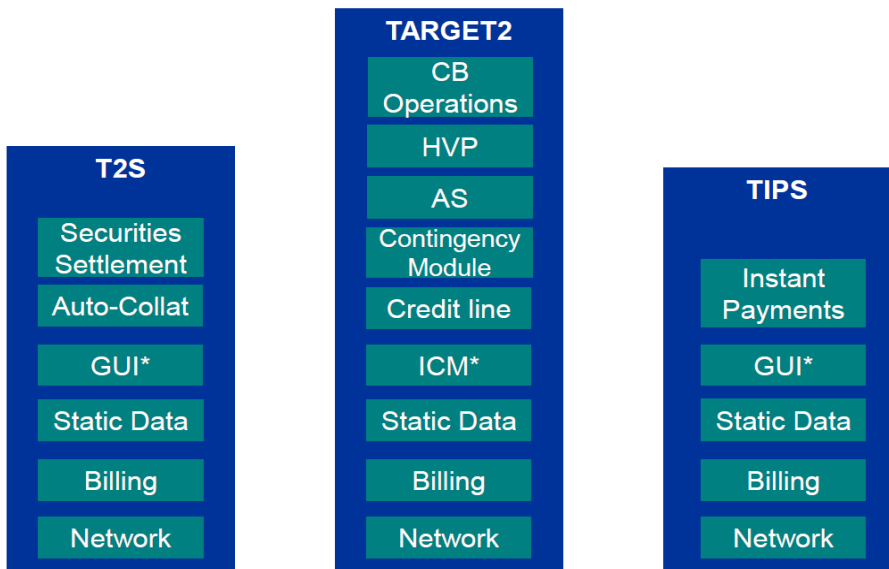 T2S
Securities
Settlement
Auto-Collat
GUI*
Static Data
Billing
Network
TARGET2
CB
Operations
HVP
AS
Contingency
Module
Credit line
ICM*
Static Data
Billing
Network
TIPS
Instant
Payments
GUI*
Static Data
Billing
Network